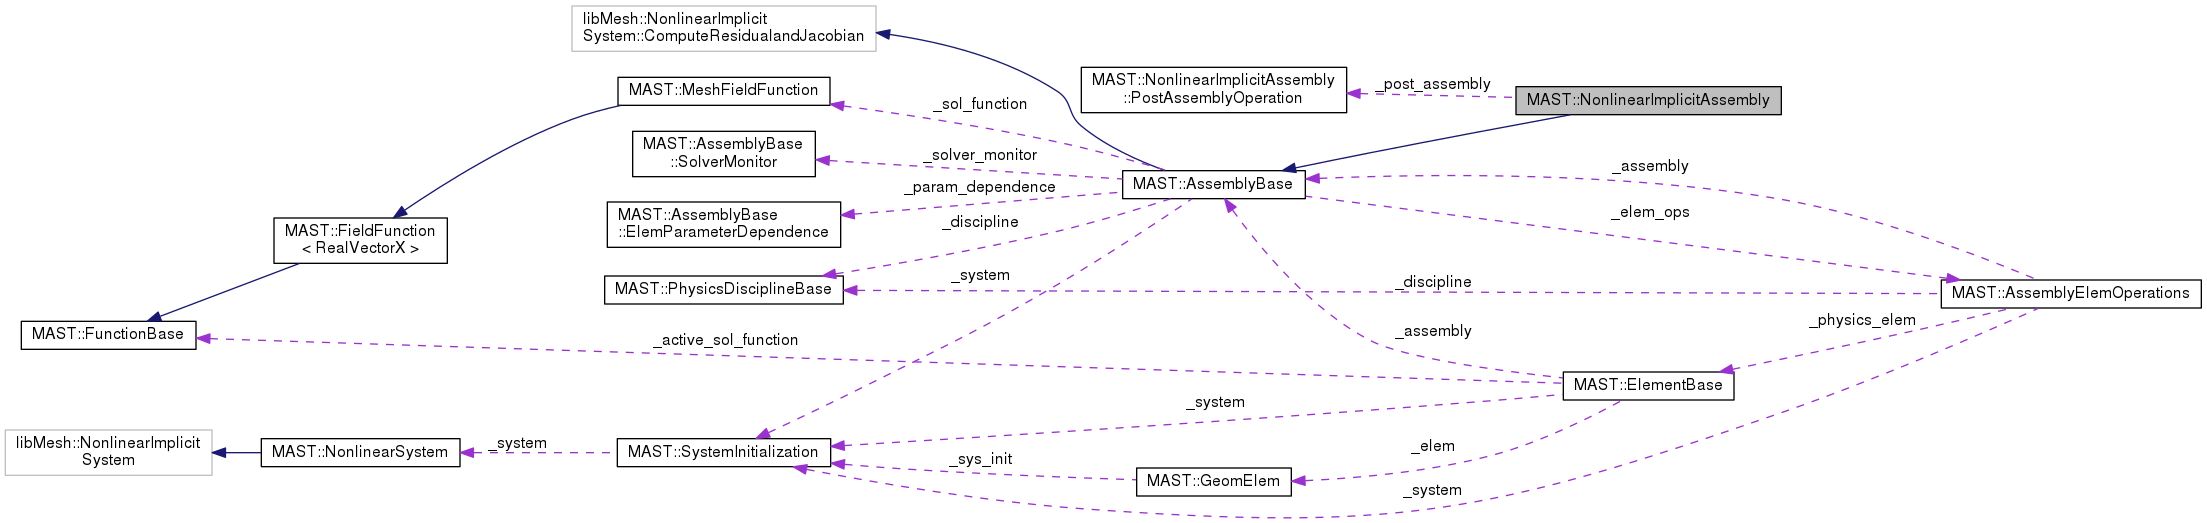 libMesh::NonlinearImplicit
System::ComputeResidualandJacobian
MAST::NonlinearImplicitAssembly
::PostAssemblyOperation
_post_assembly
MAST::NonlinearImplicitAssembly
MAST::MeshFieldFunction
_sol_function
MAST::AssemblyBase
::SolverMonitor
_solver_monitor
_assembly
MAST::AssemblyBase
_param_dependence
MAST::AssemblyBase
::ElemParameterDependence
_elem_ops
_discipline
MAST::FieldFunction
< RealVectorX >
_system
MAST::PhysicsDisciplineBase
_discipline
MAST::AssemblyElemOperations
MAST::FunctionBase
_active_sol_function
_assembly
_physics_elem
MAST::ElementBase
_system
libMesh::NonlinearImplicit
System
MAST::NonlinearSystem
_system
MAST::SystemInitialization
_elem
_sys_init
MAST::GeomElem
_system